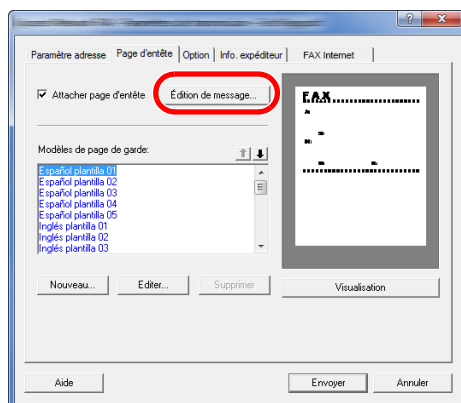 Paramètre adresse Page d'entête Option Info. expéditeur FAX Internet
Attacher page d'entête Édition de message...
FAX
Modèles de page de garde:
Español plantilla 01
Español plantilla 02
Español plantilla 03
Español plantilla 04
Español plantilla 05
Inglés plantilla 01
Inglés plantilla 02
Inglés plantilla 03
Nouveau... Editer... Supprimer Visualisation
Aide Envoyer Annuler